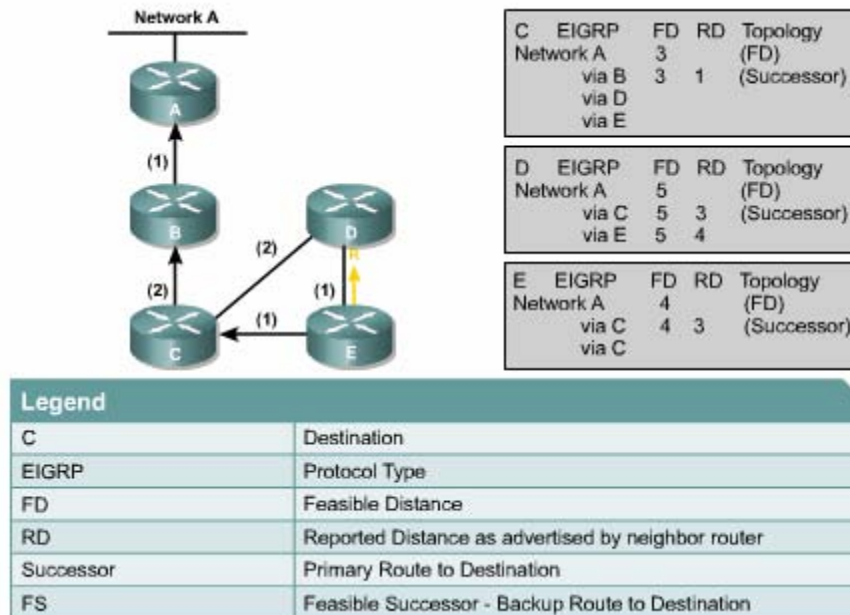 Network A
A
(1)
B
(2)
C
(2)
D
R
(1)
(1)
E
C EIGRP FD RD Topology
Network A 3 (FD)
via B 3 1 (Successor)
via D
via E
D EIGRP FD RD Topology
Network A 5 (FD)
via C 5 3 (Successor)
via E 5 4
E EIGRP FD RD Topology
Network A 4 (FD)
via C 4 3 (Successor)
via C
Legend
C Destination
EIGRP Protocol Type
FD Feasible Distance
RD Reported Distance as advertised by neighbor router
Successor Primary Route to Destination
FS Feasible Successor - Backup Route to Destination